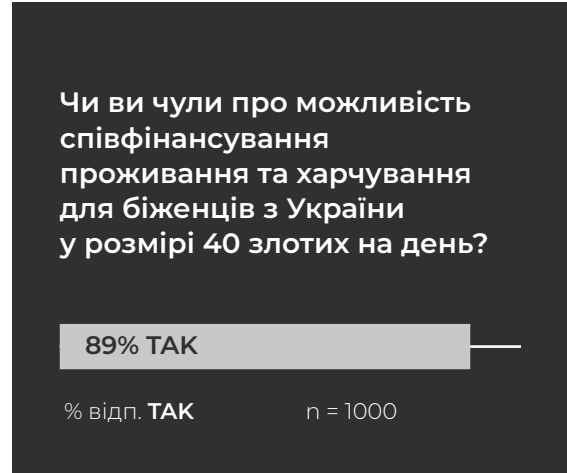 Чи ви чули про можливість
співфінансування
проживання та харчування
для біженців з України
у розмірі 40 злотих на день?
89% ТАК
% відп. ТАК n = 1000